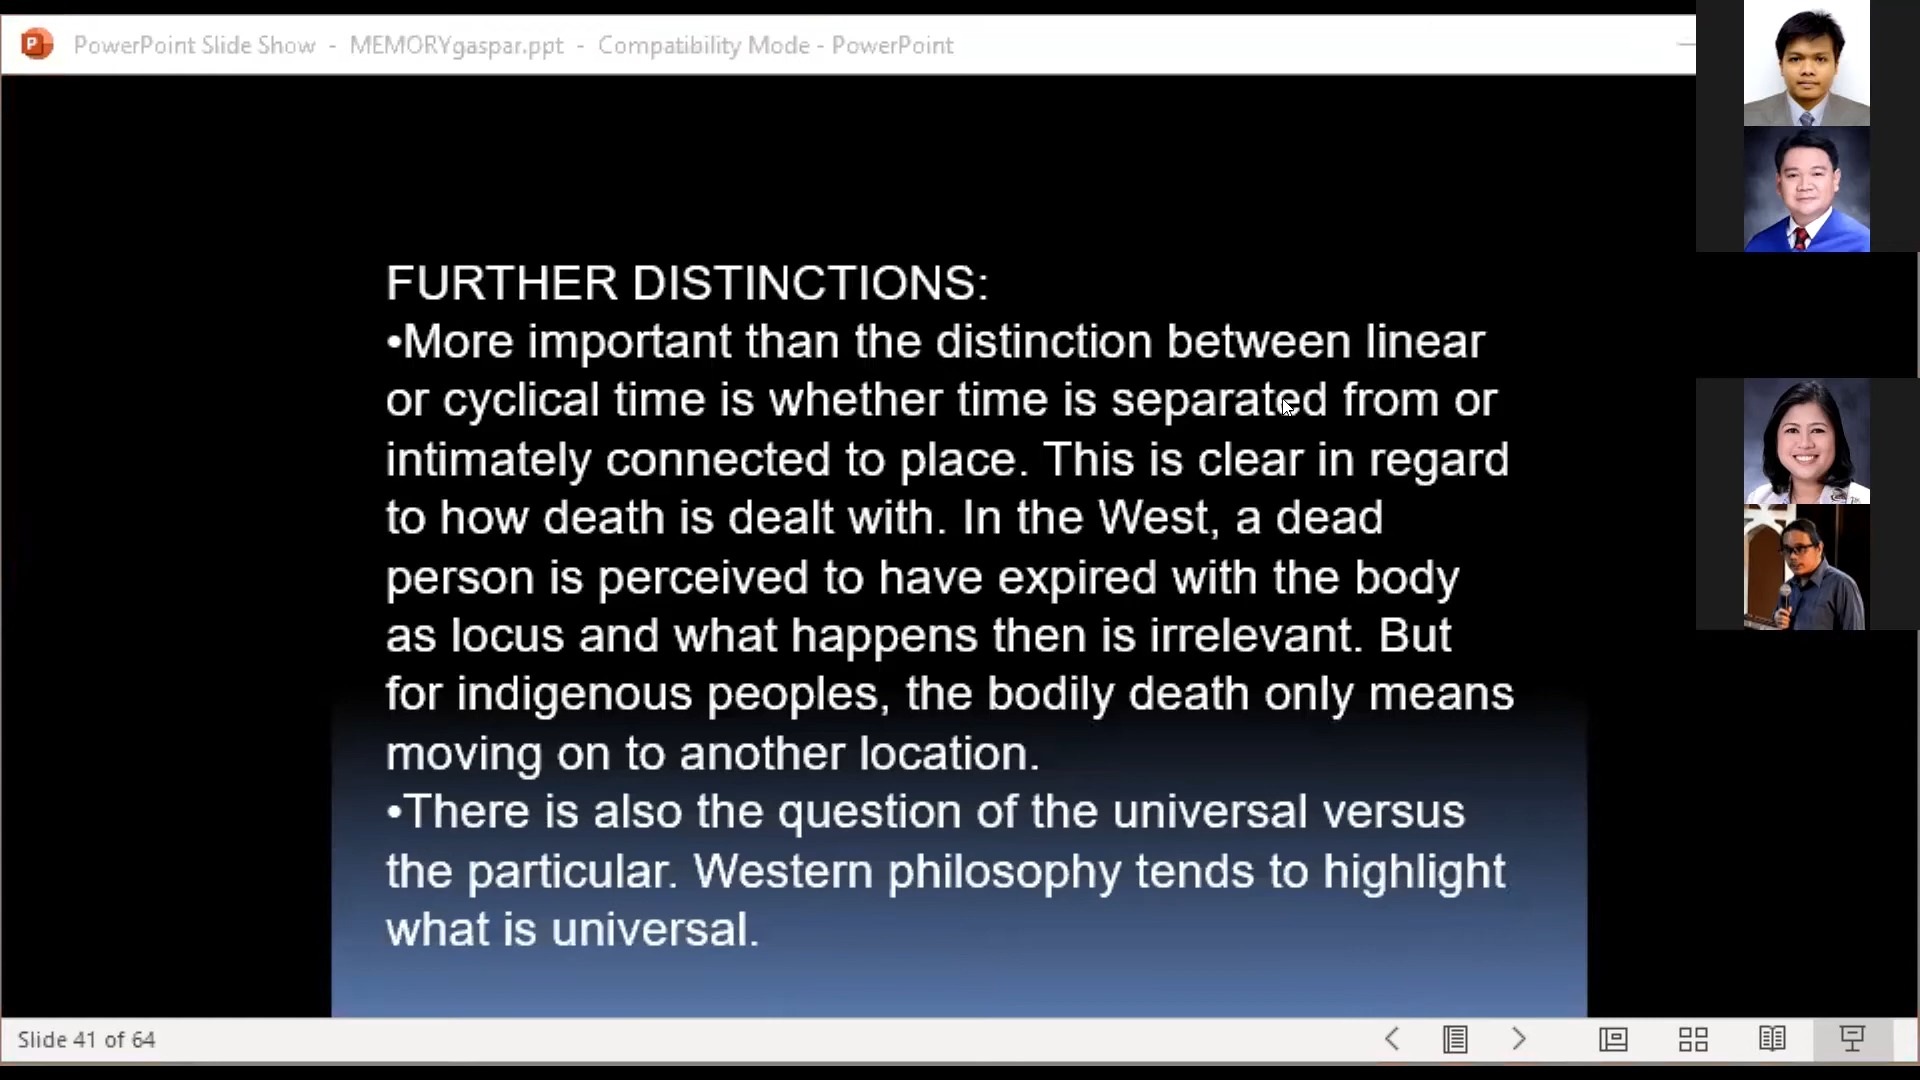 PowerPoint Slide Show - MEMORYgaspar.ppt - Compatibility Mode - PowerPoint
FURTHER DISTINCTIONS:
•More important than the distinction between linear
or cyclical time is whether time is separated from or
intimately connected to place. This is clear in regard
to how death is dealt with. In the West, a dead
person is perceived to have expired with the body
as locus and what happens then is irrelevant. But
for indigenous peoples, the bodily death only means
moving on to another location.
•There is also the question of the universal versus
the particular. Western philosophy tends to highlight
what is universal.
Slide 41 of 64